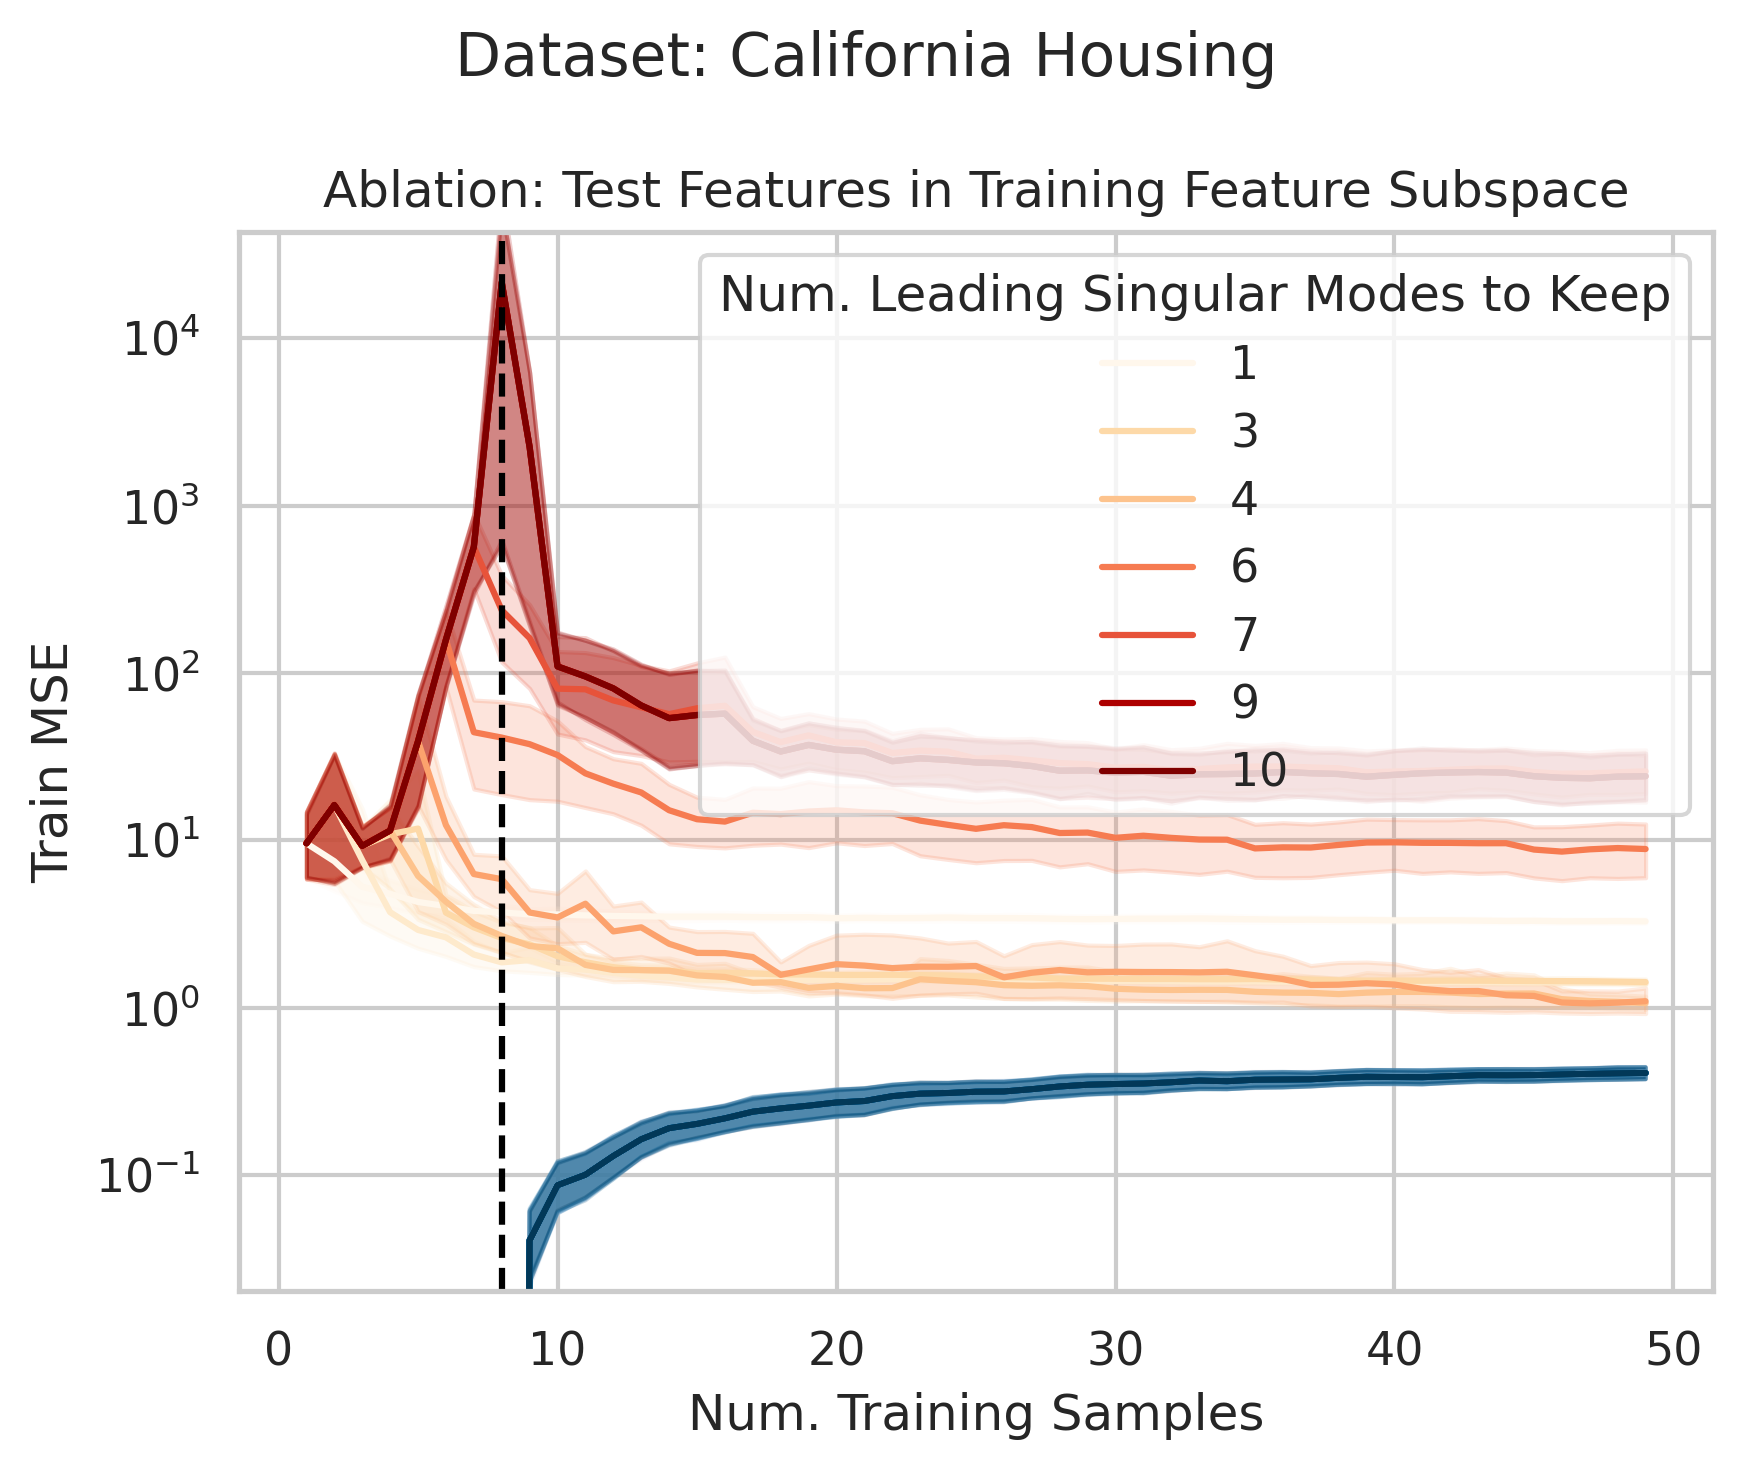 Dataset: California Housing
Ablation: Test Features in Training Feature Subspace
Num. Leading Singular Modes to Keep
1
3
4
6
7
9
10
Train MSE
10⁴
10³
10²
10¹
10⁰
10⁻¹
0 10 20 30 40 50
Num. Training Samples